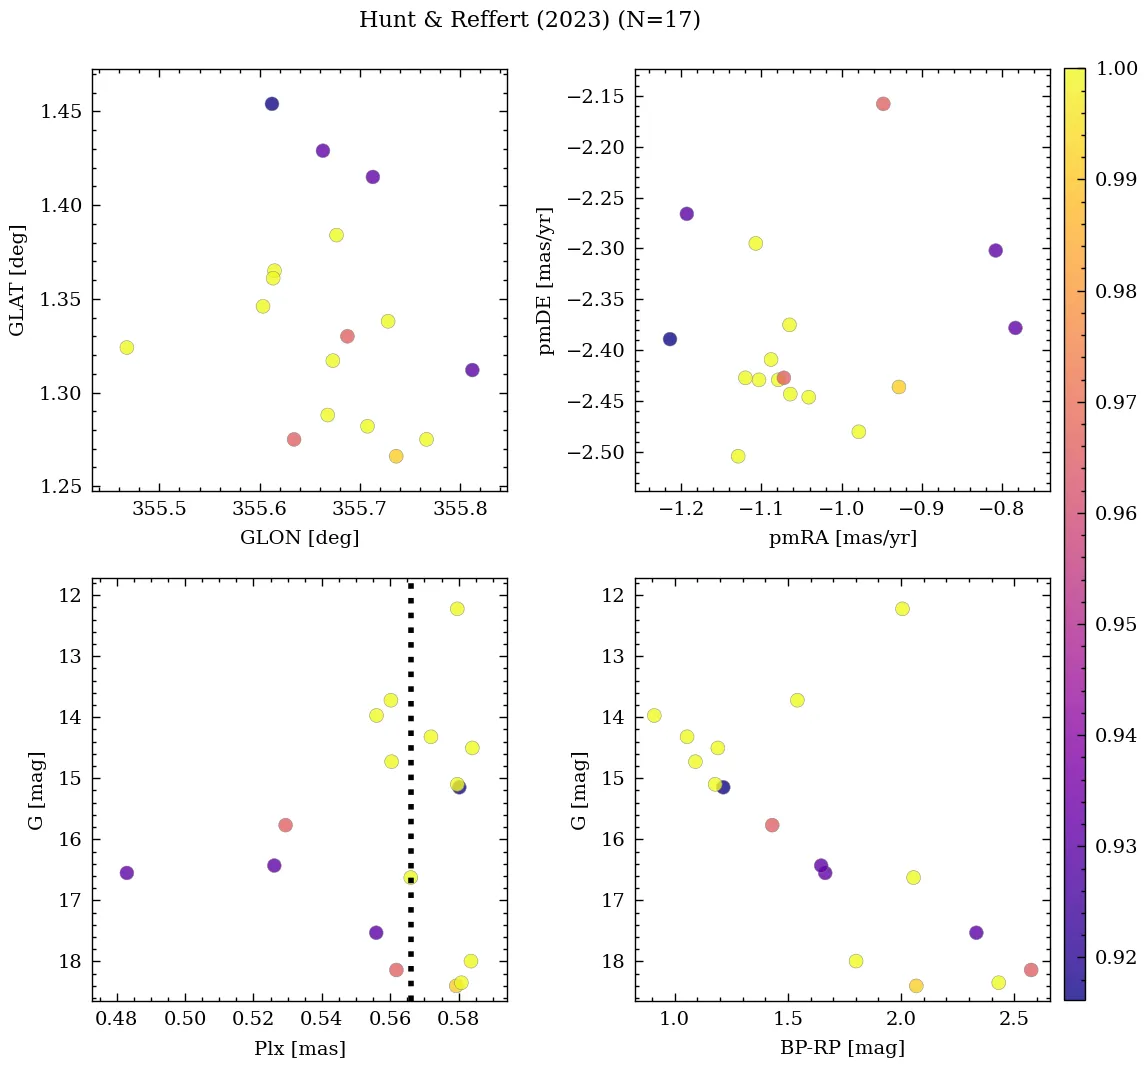 Hunt & Reffert (2023) (N=17)
1.45
1.40
1.35
1.30
1.25
GLAT [deg]
355.5 355.6 355.7 355.8
GLON [deg]
−2.15
−2.20
−2.25
−2.30
−2.35
−2.40
−2.45
−2.50
pmDE [mas/yr]
−1.2 −1.1 −1.0 −0.9 −0.8
pmRA [mas/yr]
12
13
14
15
16
17
18
G [mag]
0.48 0.50 0.52 0.54 0.56 0.58
Plx [mas]
12
13
14
15
16
17
18
G [mag]
1.0 1.5 2.0 2.5
BP-RP [mag]
1.00
0.99
0.98
0.97
0.96
0.95
0.94
0.93
0.92